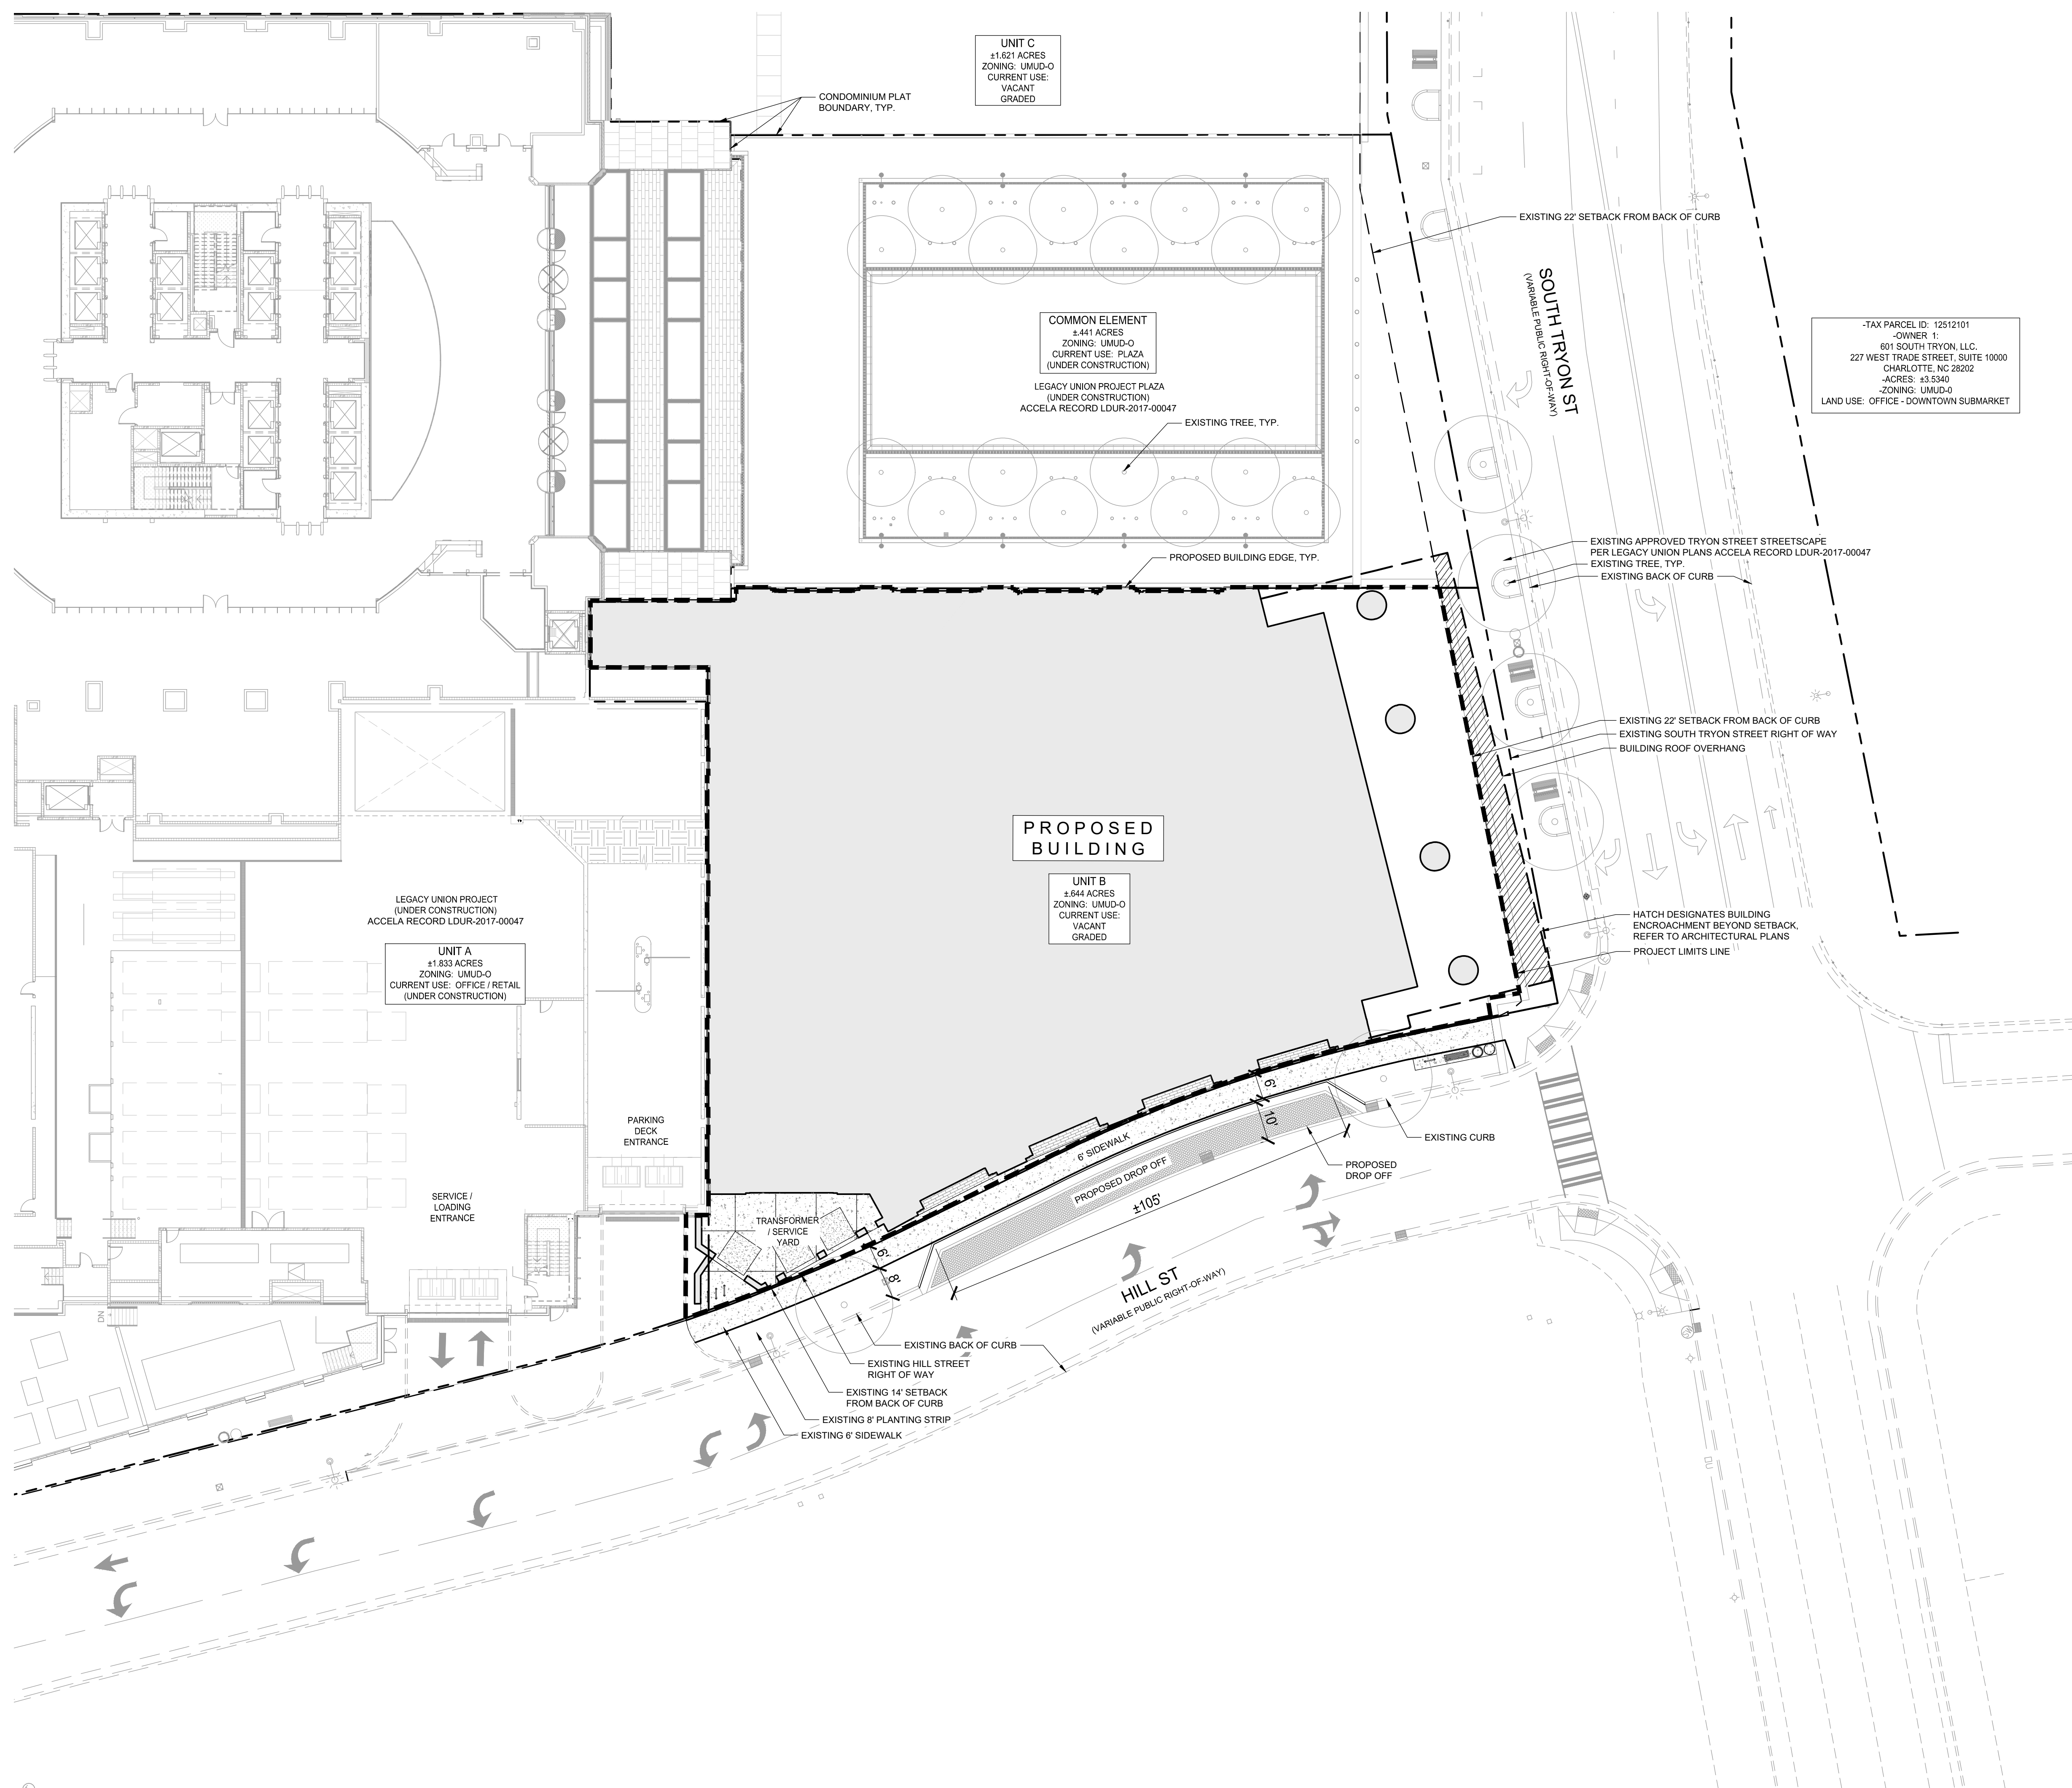 UNIT C
±1.621 ACRES
ZONING: UMUD-O
CURRENT USE:
VACANT
GRADED
CONDOMINIUM PLAT
BOUNDARY, TYP.
EXISTING 22' SETBACK FROM BACK OF CURB
SOUTH TRYON ST
(VARIABLE PUBLIC RIGHT-OF-WAY)
COMMON ELEMENT
±.441 ACRES
ZONING: UMUD-O
CURRENT USE: PLAZA
(UNDER CONSTRUCTION)
LEGACY UNION PROJECT PLAZA
(UNDER CONSTRUCTION)
ACCELA RECORD LDUR-2017-00047
EXISTING TREE, TYP.
-TAX PARCEL ID: 12512101
-OWNER 1:
601 SOUTH TRYON, LLC.
227 WEST TRADE STREET, SUITE 10000
CHARLOTTE, NC 28202
-ACRES: ±3.5340
-ZONING: UMUD-0
LAND USE: OFFICE - DOWNTOWN SUBMARKET
PROPOSED BUILDING EDGE, TYP.
EXISTING APPROVED TRYON STREET STREETSCAPE
PER LEGACY UNION PLANS ACCELA RECORD LDUR-2017-00047
EXISTING TREE, TYP.
EXISTING BACK OF CURB
EXISTING 22' SETBACK FROM BACK OF CURB
EXISTING SOUTH TRYON STREET RIGHT OF WAY
BUILDING ROOF OVERHANG
PROPOSED
BUILDING
UNIT B
±.644 ACRES
ZONING: UMUD-O
CURRENT USE:
VACANT
GRADED
LEGACY UNION PROJECT
(UNDER CONSTRUCTION)
ACCELA RECORD LDUR-2017-00047
UNIT A
±1.833 ACRES
ZONING: UMUD-O
CURRENT USE: OFFICE / RETAIL
(UNDER CONSTRUCTION)
HATCH DESIGNATES BUILDING
ENCROACHMENT BEYOND SETBACK,
REFER TO ARCHITECTURAL PLANS
PROJECT LIMITS LINE
PARKING
DECK
ENTRANCE
6'
10'
EXISTING CURB
6' SIDEWALK
PROPOSED DROP OFF
PROPOSED
DROP OFF
±105'
SERVICE /
LOADING
ENTRANCE
TRANSFORMER
/ SERVICE
YARD
6'
8'
HILL ST
(VARIABLE PUBLIC RIGHT-OF-WAY)
DN
EXISTING BACK OF CURB
EXISTING HILL STREET
RIGHT OF WAY
EXISTING 14' SETBACK
FROM BACK OF CURB
EXISTING 8' PLANTING STRIP
EXISTING 6' SIDEWALK